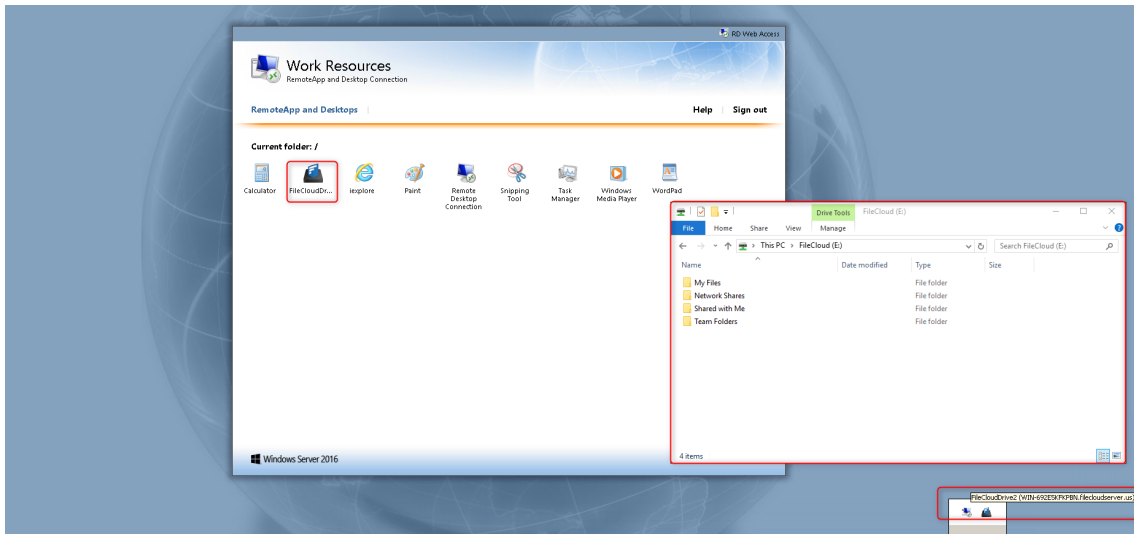 RD Web Access
Work Resources
RemoteApp and Desktop Connection
RemoteApp and Desktops
Help
Sign out
Current folder: /
Calculator
FileCloudDr...
iexplore
Paint
Remote
Desktop
Connection
Snipping
Tool
Task
Manager
Windows
Media Player
WordPad
Windows Server 2016
Drive Tools
FileCloud (E:)
File
Home
Share
View
Manage
This PC > FileCloud (E:)
Search FileCloud (E:)
Name
Date modified
Type
Size
My Files
File folder
Network Shares
File folder
Shared with Me
File folder
Team Folders
File folder
4 items
FileCloudDrive2 (WIN-692E5KFKPBN.filecloudserver.us)